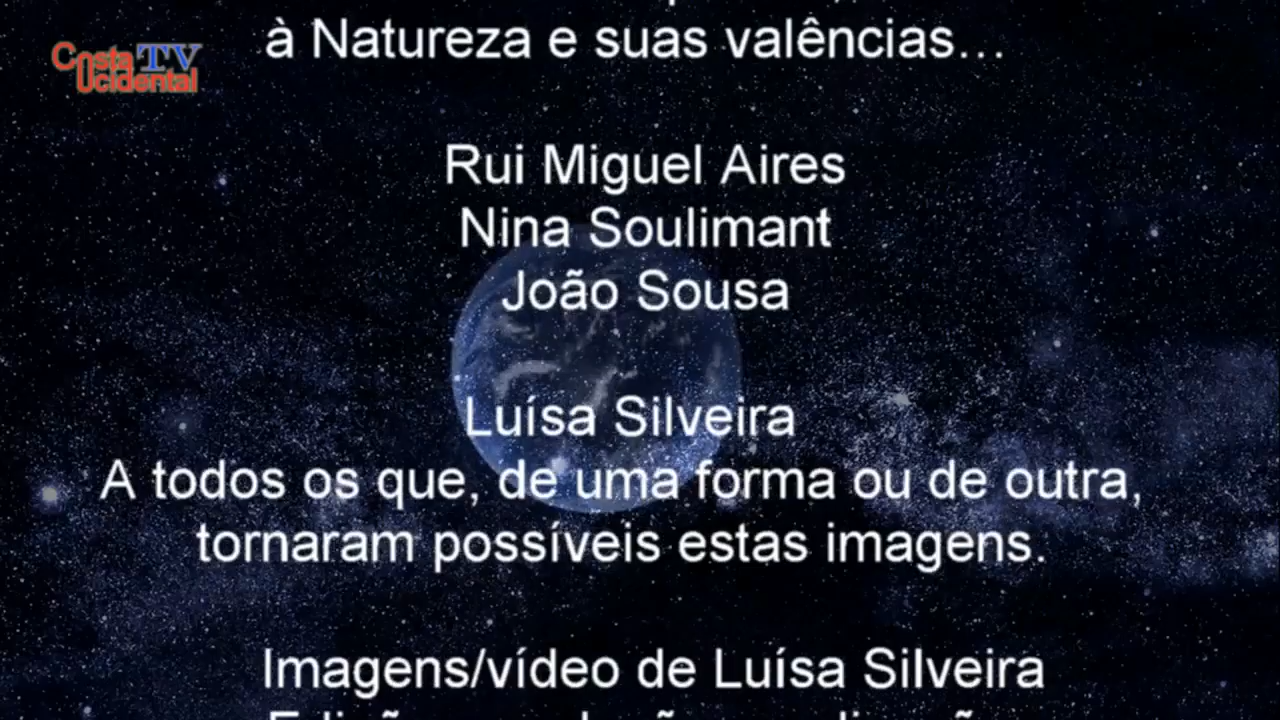 à Natureza e suas valências...
Costa TV
Ocidental
Rui Miguel Aires
Nina Soulimant
João Sousa
Luísa Silveira
A todos os que, de uma forma ou de outra,
tornaram possíveis estas imagens.
Imagens/vídeo de Luísa Silveira